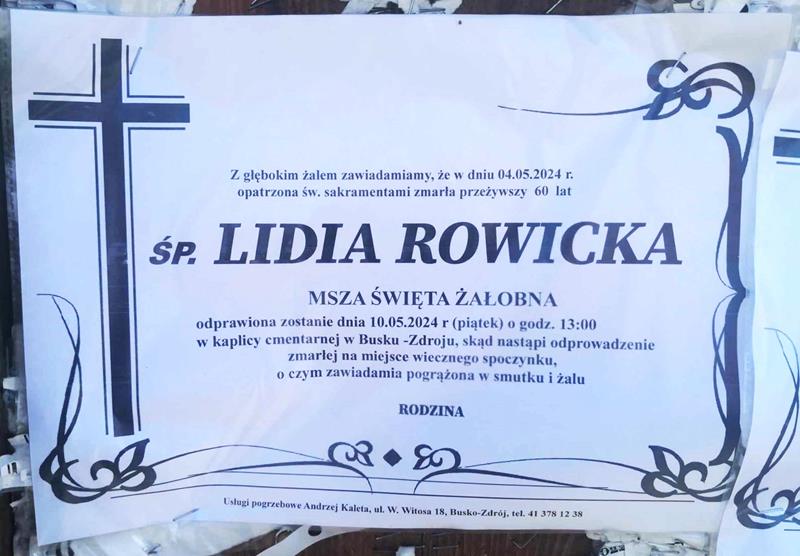 Z głębokim żalem zawiadamiamy, że w dniu 04.05.2024 r.
opatrzona św. sakramentami zmarła przeżywszy 60 lat
ŚP. LIDIA ROWICKA
MSZA ŚWIĘTA ŻAŁOBNA
odprawiona zostanie dnia 10.05.2024 r (piątek) o godz. 13:00
w kaplicy cmentarnej w Busku -Zdroju, skąd nastąpi odprowadzenie
zmarłej na miejsce wiecznego spoczynku,
o czym zawiadamia pogrążona w smutku i żalu
RODZINA
Usługi pogrzebowe Andrzej Kaleta, ul. W. Witosa 18, Busko-Zdrój, tel. 41 378 12 38